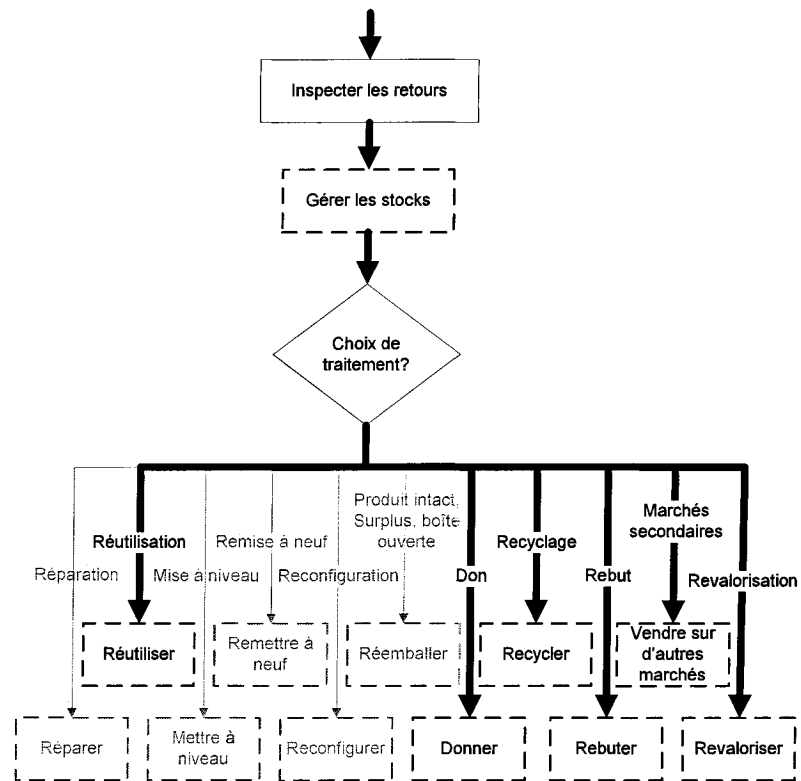 Inspecter les retours
Gérer les stocks
Choix de
traitement?
Produit intact,
Surplus, boîte
ouverte
Marchés
secondaires
Réutilisation
Remise à neuf
Recyclage
Réparation
Mise à niveau
Reconfiguration
Don
Rebut
Revalorisation
Réutiliser
Remettre à
neuf
Réemballer
Recycler
Vendre sur
d'autres
marchés
Réparer
Mettre à
niveau
Reconfigurer
Donner
Rebuter
Revaloriser